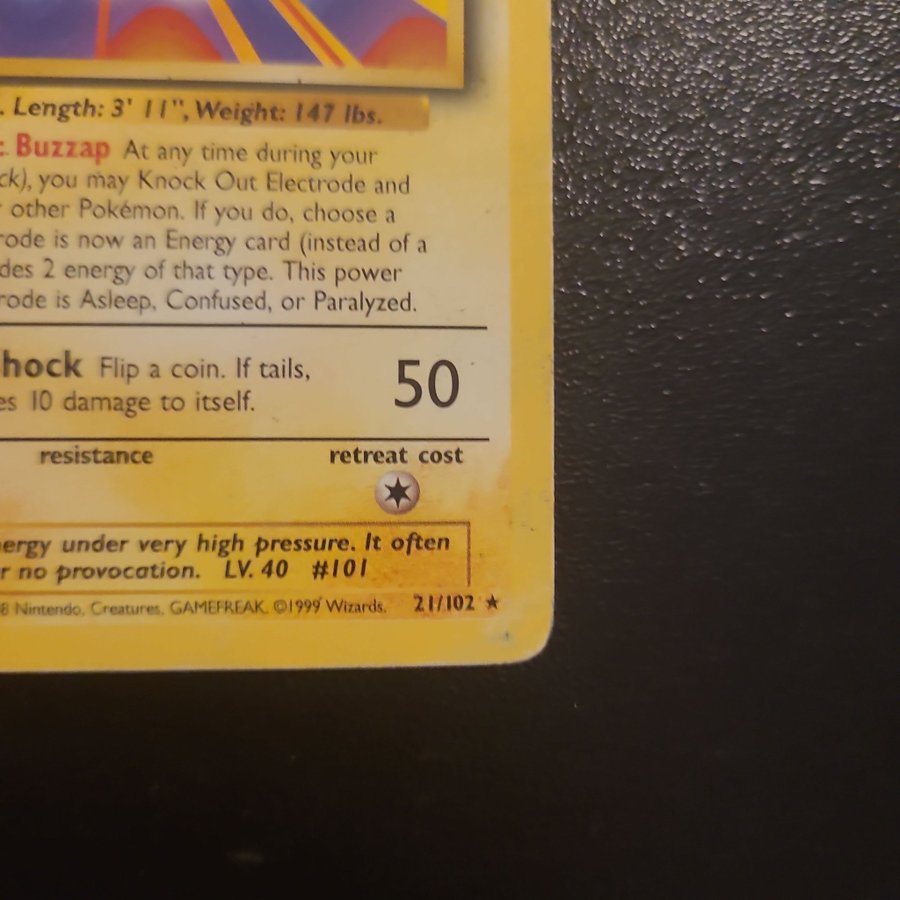 . Length: 3' 11", Weight: 147 lbs.
: Buzzap At any time during your
ck), you may Knock Out Electrode and
other Pokémon. If you do, choose a
rode is now an Energy card (instead of a
des 2 energy of that type. This power
rode is Asleep, Confused, or Paralyzed.
hock Flip a coin. If tails,
es 10 damage to itself.
50
resistance
retreat cost
ergy under very high pressure. It often
r no provocation. LV. 40 #101
8 Nintendo, Creatures, GAMEFREAK. ©1999 Wizards. 21/102 ★